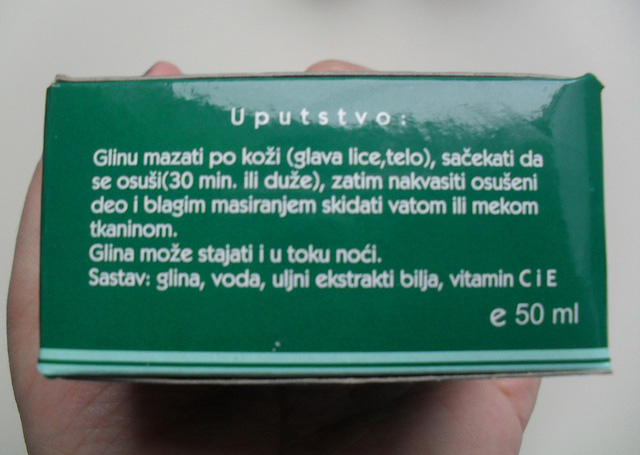 Uputstvo:
Glinu mazati po koži (glava lice,telo), sačekati da
se osuši(30 min. ili duže), zatim nakvasiti osušeni
deo i blagim masiranjem skidati vatom ili mekom
tkaninom.
Glina može stajati i u toku noći.
Sastav: glina, voda, uljni ekstrakti bilja, vitamin C i E
e 50 ml